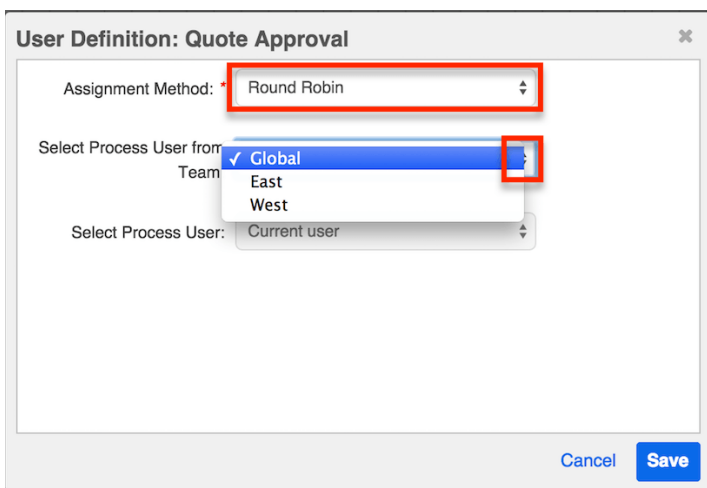 User Definition: Quote Approval
Assignment Method: * Round Robin
Select Process User from
Team
✓ Global
East
West
Select Process User: Current user
Cancel Save